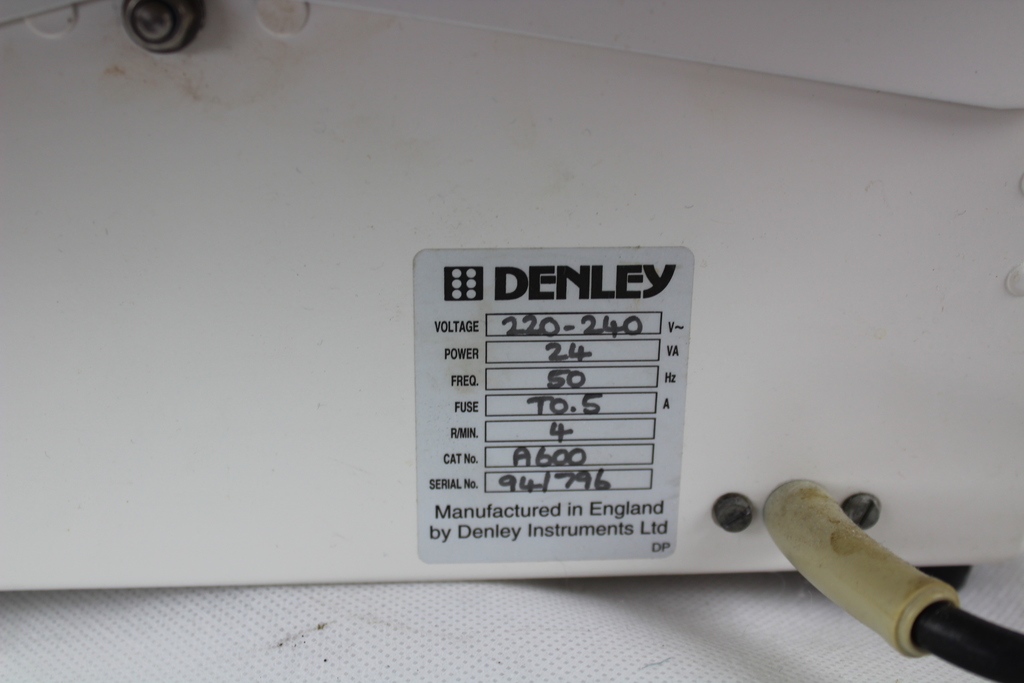 DENLEY
VOLTAGE 220-240 V~
POWER 24 VA
FREQ. 50 Hz
FUSE T0.5 A
R/MIN. 4
CAT No. A600
SERIAL No. 94/796
Manufactured in England
by Denley Instruments Ltd
DP